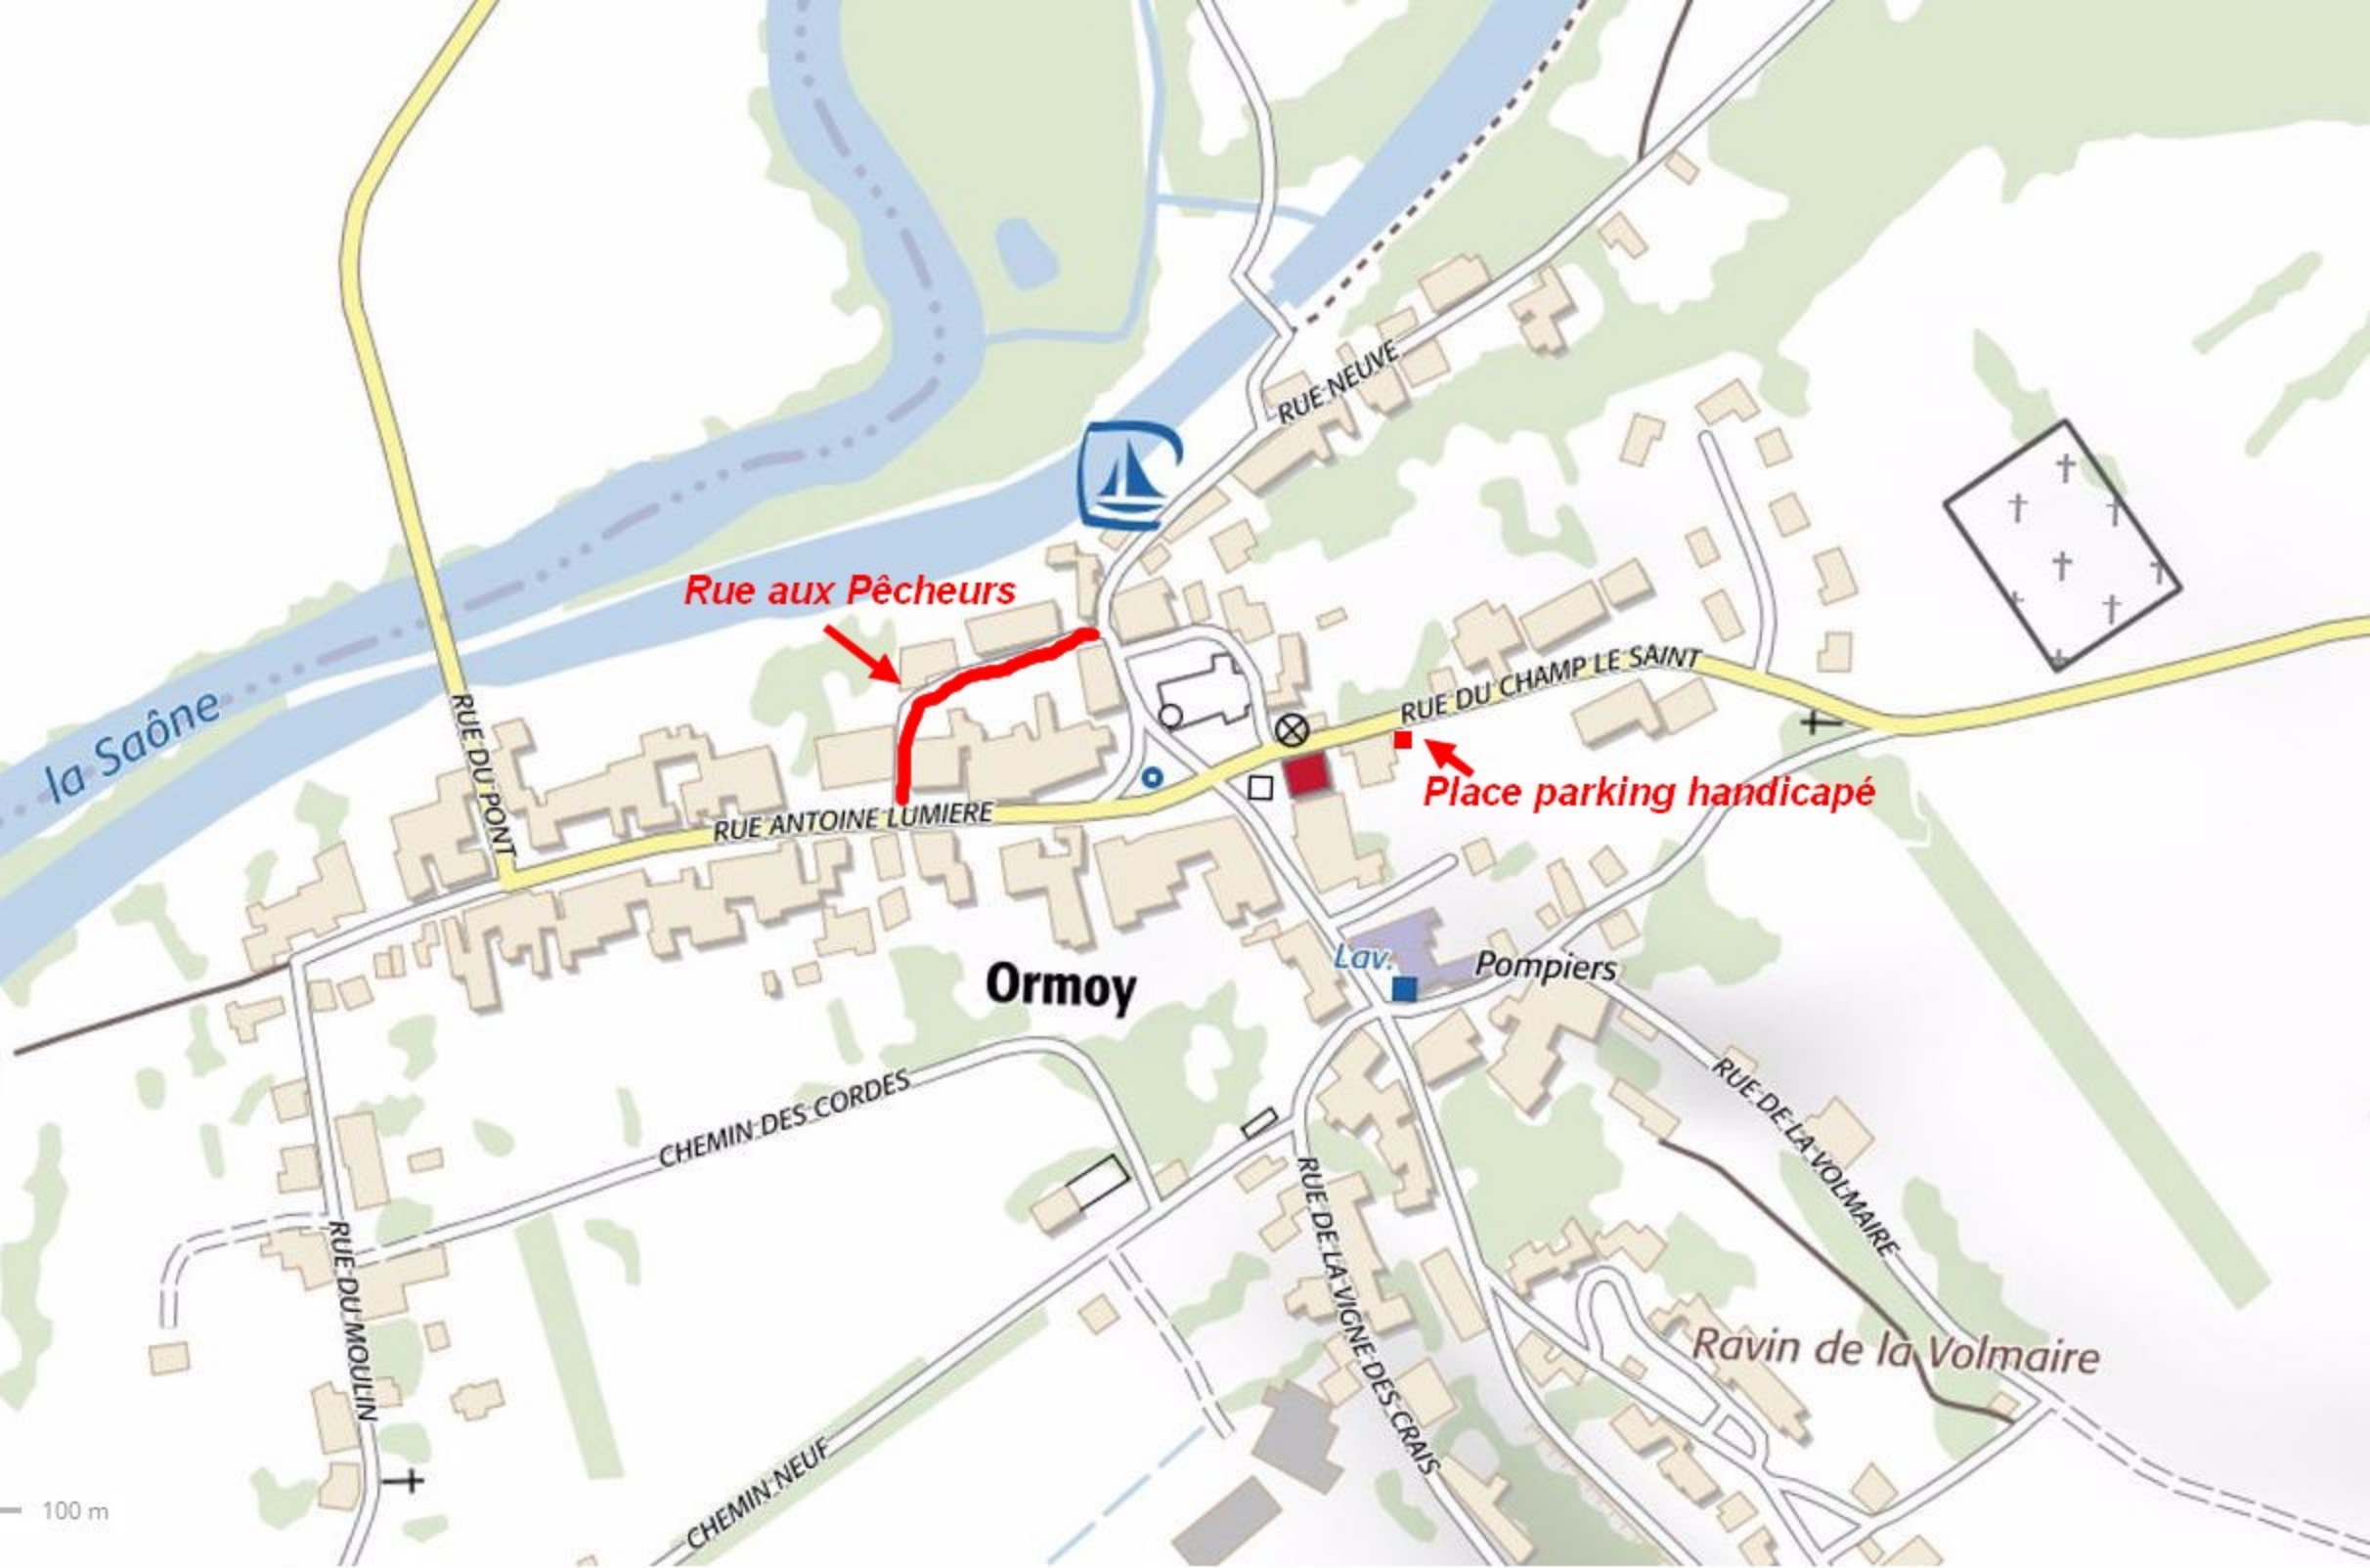 RUE NEUVE
Rue aux Pêcheurs
RUE DU CHAMP LE SAINT
la Saône
RUE DU PONT
Place parking handicapé
RUE ANTOINE LUMIERE
Lav.
Pompiers
Ormoy
CHEMIN DES CORDES
RUE DE LA VOLMAIRE
RUE DU MOULIN
RUE DE LA VIGNE DES CRAIS
Ravin de la Volmaire
CHEMIN NEUF
100 m